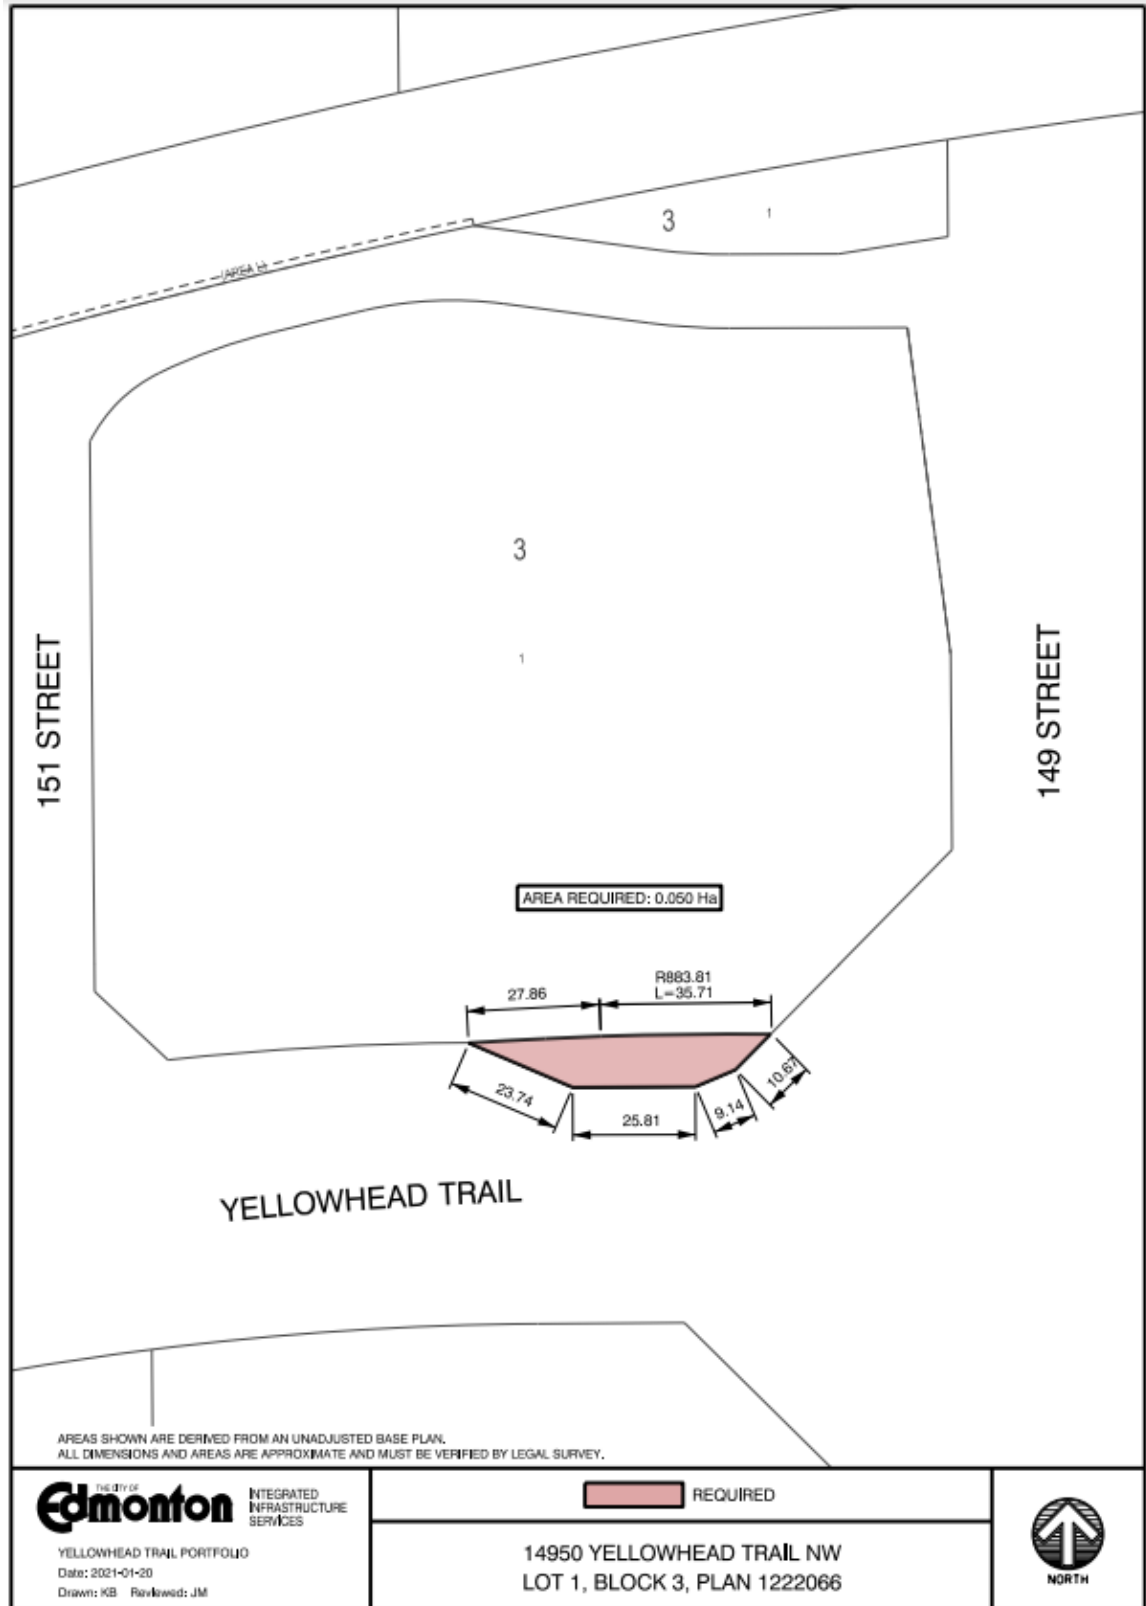 3
1
(AREA L)
3
1
151 STREET
149 STREET
AREA REQUIRED: 0.050 Ha
R883.81
27.86
L=35.71
23.74
25.81
9.14
10.67
YELLOWHEAD TRAIL
AREAS SHOWN ARE DERIVED FROM AN UNADJUSTED BASE PLAN.
ALL DIMENSIONS AND AREAS ARE APPROXIMATE AND MUST BE VERIFIED BY LEGAL SURVEY.
THE CITY OF
Edmonton
INTEGRATED
INFRASTRUCTURE
SERVICES
YELLOWHEAD TRAIL PORTFOLIO
Date: 2021-01-20
Drawn: KB Reviewed: JM
REQUIRED
14950 YELLOWHEAD TRAIL NW
LOT 1, BLOCK 3, PLAN 1222066
NORTH